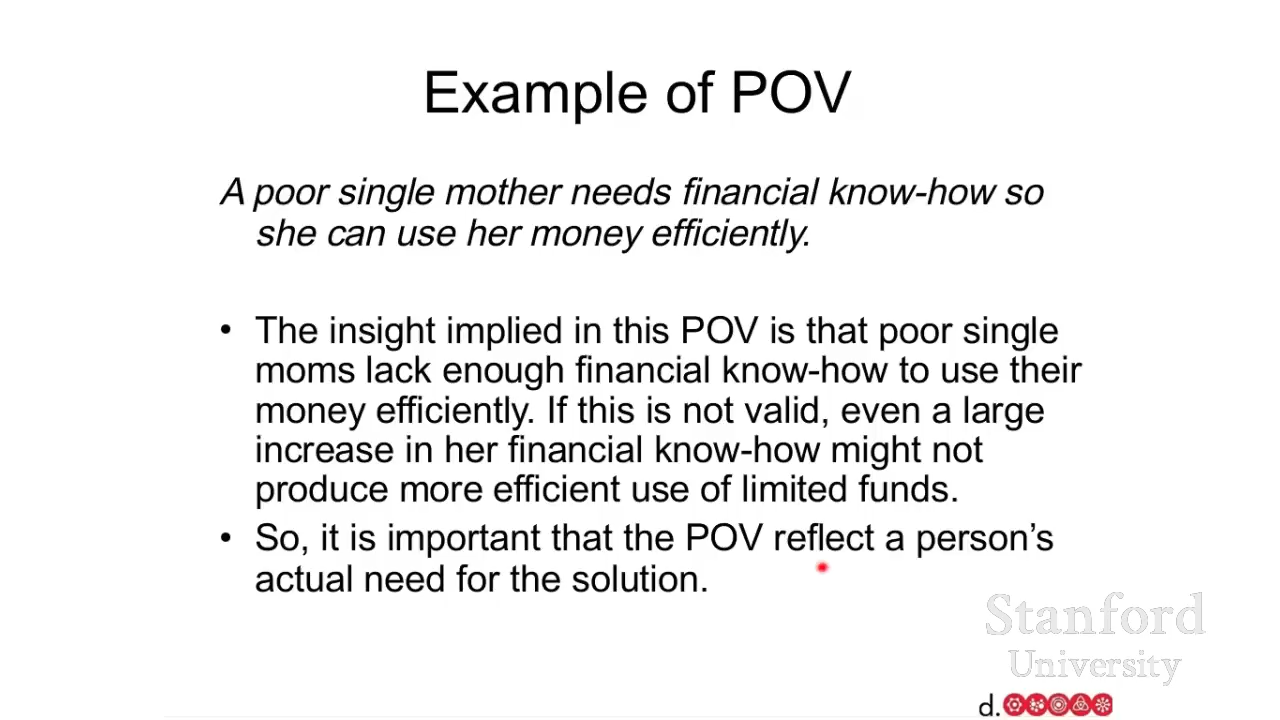 Example of POV
A poor single mother needs financial know-how so
she can use her money efficiently.
• The insight implied in this POV is that poor single
moms lack enough financial know-how to use their
money efficiently. If this is not valid, even a large
increase in her financial know-how might not
produce more efficient use of limited funds.
• So, it is important that the POV reflect a person’s
actual need for the solution.
Stanford
University
d.